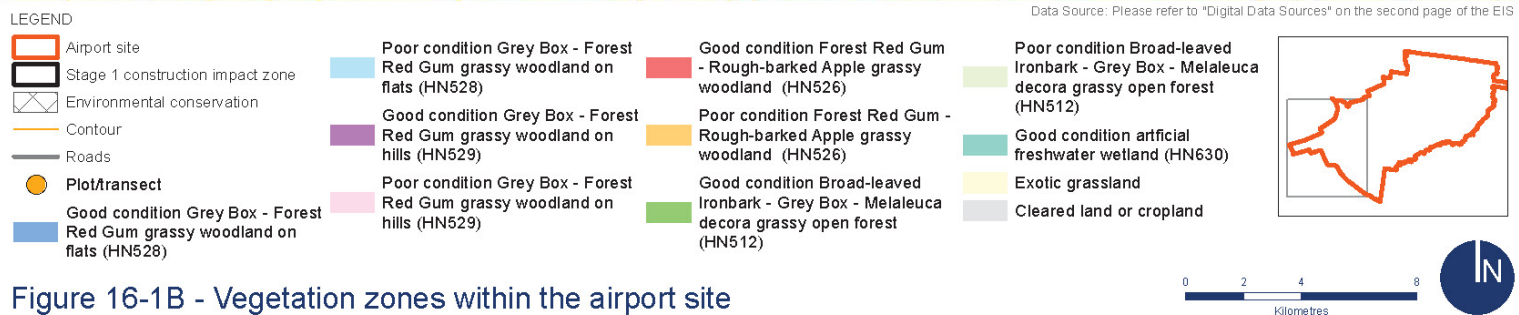 Data Source: Please refer to "Digital Data Sources" on the second page of the EIS
LEGEND
Airport site
Stage 1 construction impact zone
Environmental conservation
Contour
Roads
Plot/transect
Good condition Grey Box - Forest
Red Gum grassy woodland on
flats (HN528)
Poor condition Grey Box - Forest
Red Gum grassy woodland on
flats (HN528)
Good condition Grey Box - Forest
Red Gum grassy woodland on
hills (HN529)
Poor condition Grey Box - Forest
Red Gum grassy woodland on
hills (HN529)
Good condition Forest Red Gum
- Rough-barked Apple grassy
woodland (HN526)
Poor condition Forest Red Gum -
Rough-barked Apple grassy
woodland (HN526)
Good condition Broad-leaved
Ironbark - Grey Box - Melaleuca
decora grassy open forest
(HN512)
Poor condition Broad-leaved
Ironbark - Grey Box - Melaleuca
decora grassy open forest
(HN512)
Good condition artficial
freshwater wetland (HN630)
Exotic grassland
Cleared land or cropland
Figure 16-1B - Vegetation zones within the airport site
0 2 4 8
Kilometres
N